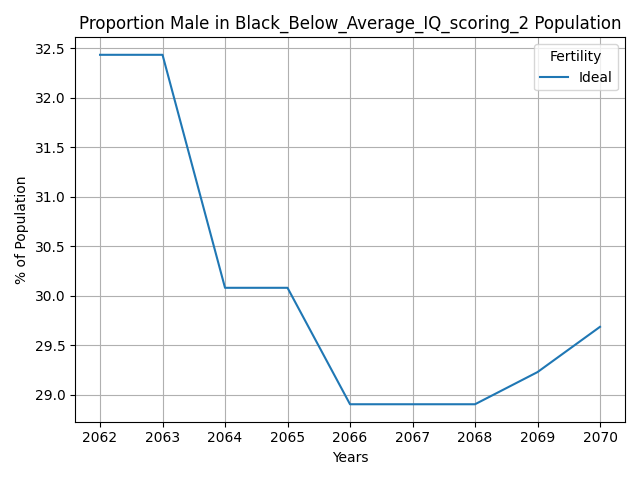 Proportion Male in Black_Below_Average_IQ_scoring_2 Population
Fertility
Ideal
% of Population
32.5
32.0
31.5
31.0
30.5
30.0
29.5
29.0
2062 2063 2064 2065 2066 2067 2068 2069 2070
Years